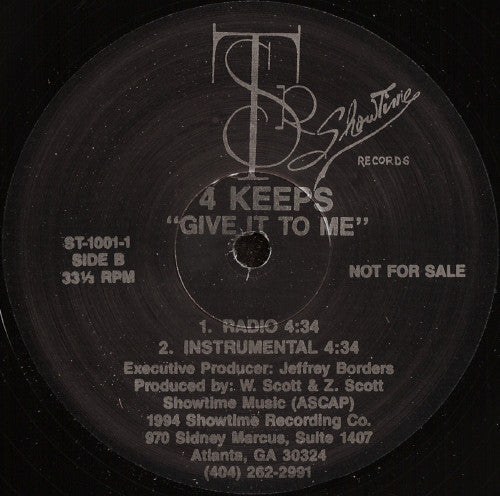 Showtime
RECORDS
4 KEEPS
"GIVE IT TO ME"
ST-1001-1
SIDE B
33⅓ RPM
NOT FOR SALE
1. RADIO 4:34
2. INSTRUMENTAL 4:34
Executive Producer: Jeffrey Borders
Produced by: W. Scott & Z. Scott
Showtime Music (ASCAP)
1994 Showtime Recording Co.
970 Sidney Marcus, Suite 1407
Atlanta, GA 30324
(404) 262-2991